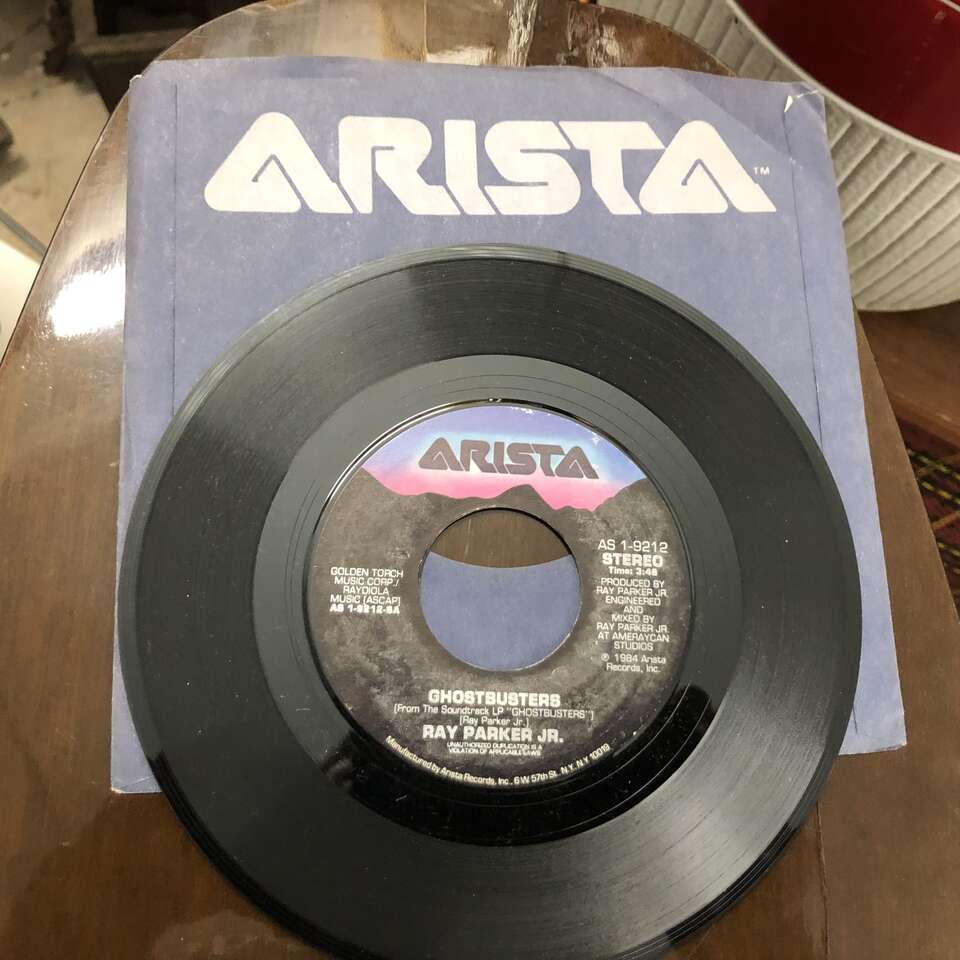 ARISTA™
ARISTA
AS 1-9212
STEREO
Time: 3:46
PRODUCED BY
RAY PARKER JR.
ENGINEERED
AND
MIXED BY
RAY PARKER JR.
AT AMERAYCAN
STUDIOS
℗ 1984 Arista
Records, Inc.
GOLDEN TORCH
MUSIC CORP./
RAYDIOLA
MUSIC [ASCAP]
AS 1-9212-SA
GHOSTBUSTERS
[From The Soundtrack LP "GHOSTBUSTERS"]
[Ray Parker Jr.]
RAY PARKER JR.
UNAUTHORIZED DUPLICATION IS A
VIOLATION OF APPLICABLE LAWS
Manufactured by Arista Records, Inc., 6 W 57th St., N.Y., N.Y. 10019